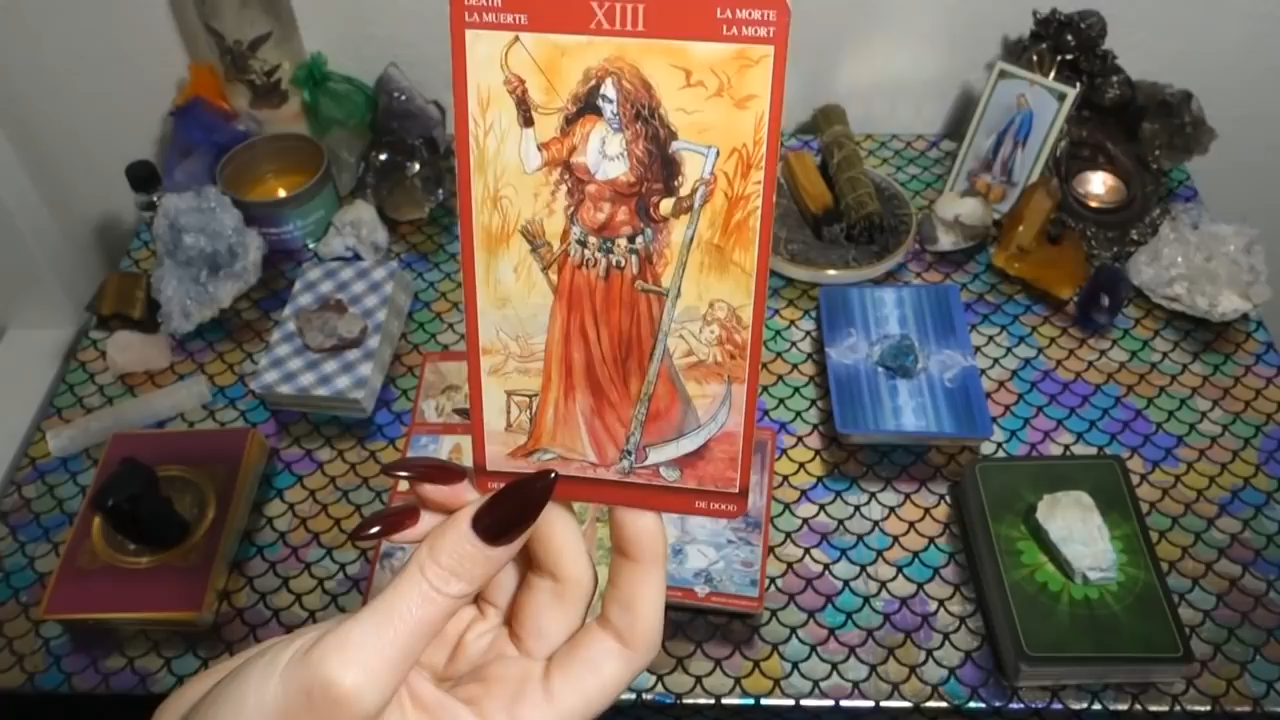 DEATH
LA MUERTE
XIII
LA MORTE
LA MORT
DE DOOD